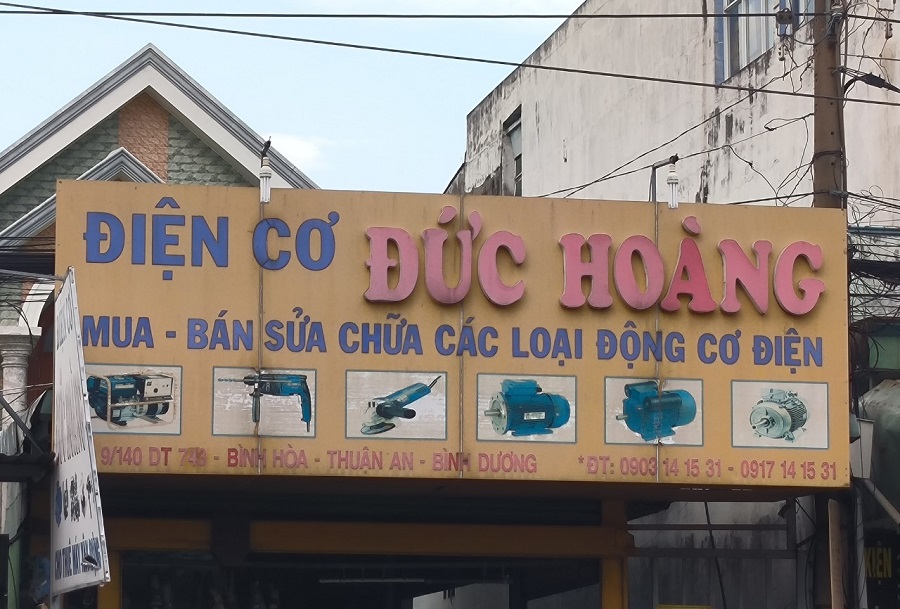 ĐIỆN CƠ ĐỨC HOÀNG
MUA - BÁN SỬA CHỮA CÁC LOẠI ĐỘNG CƠ ĐIỆN
9/140 DT 743 - BÌNH HÒA - THUẬN AN - BÌNH DƯƠNG *ĐT: 0903 14 15 31 - 0917 14 15 31
KIỆN